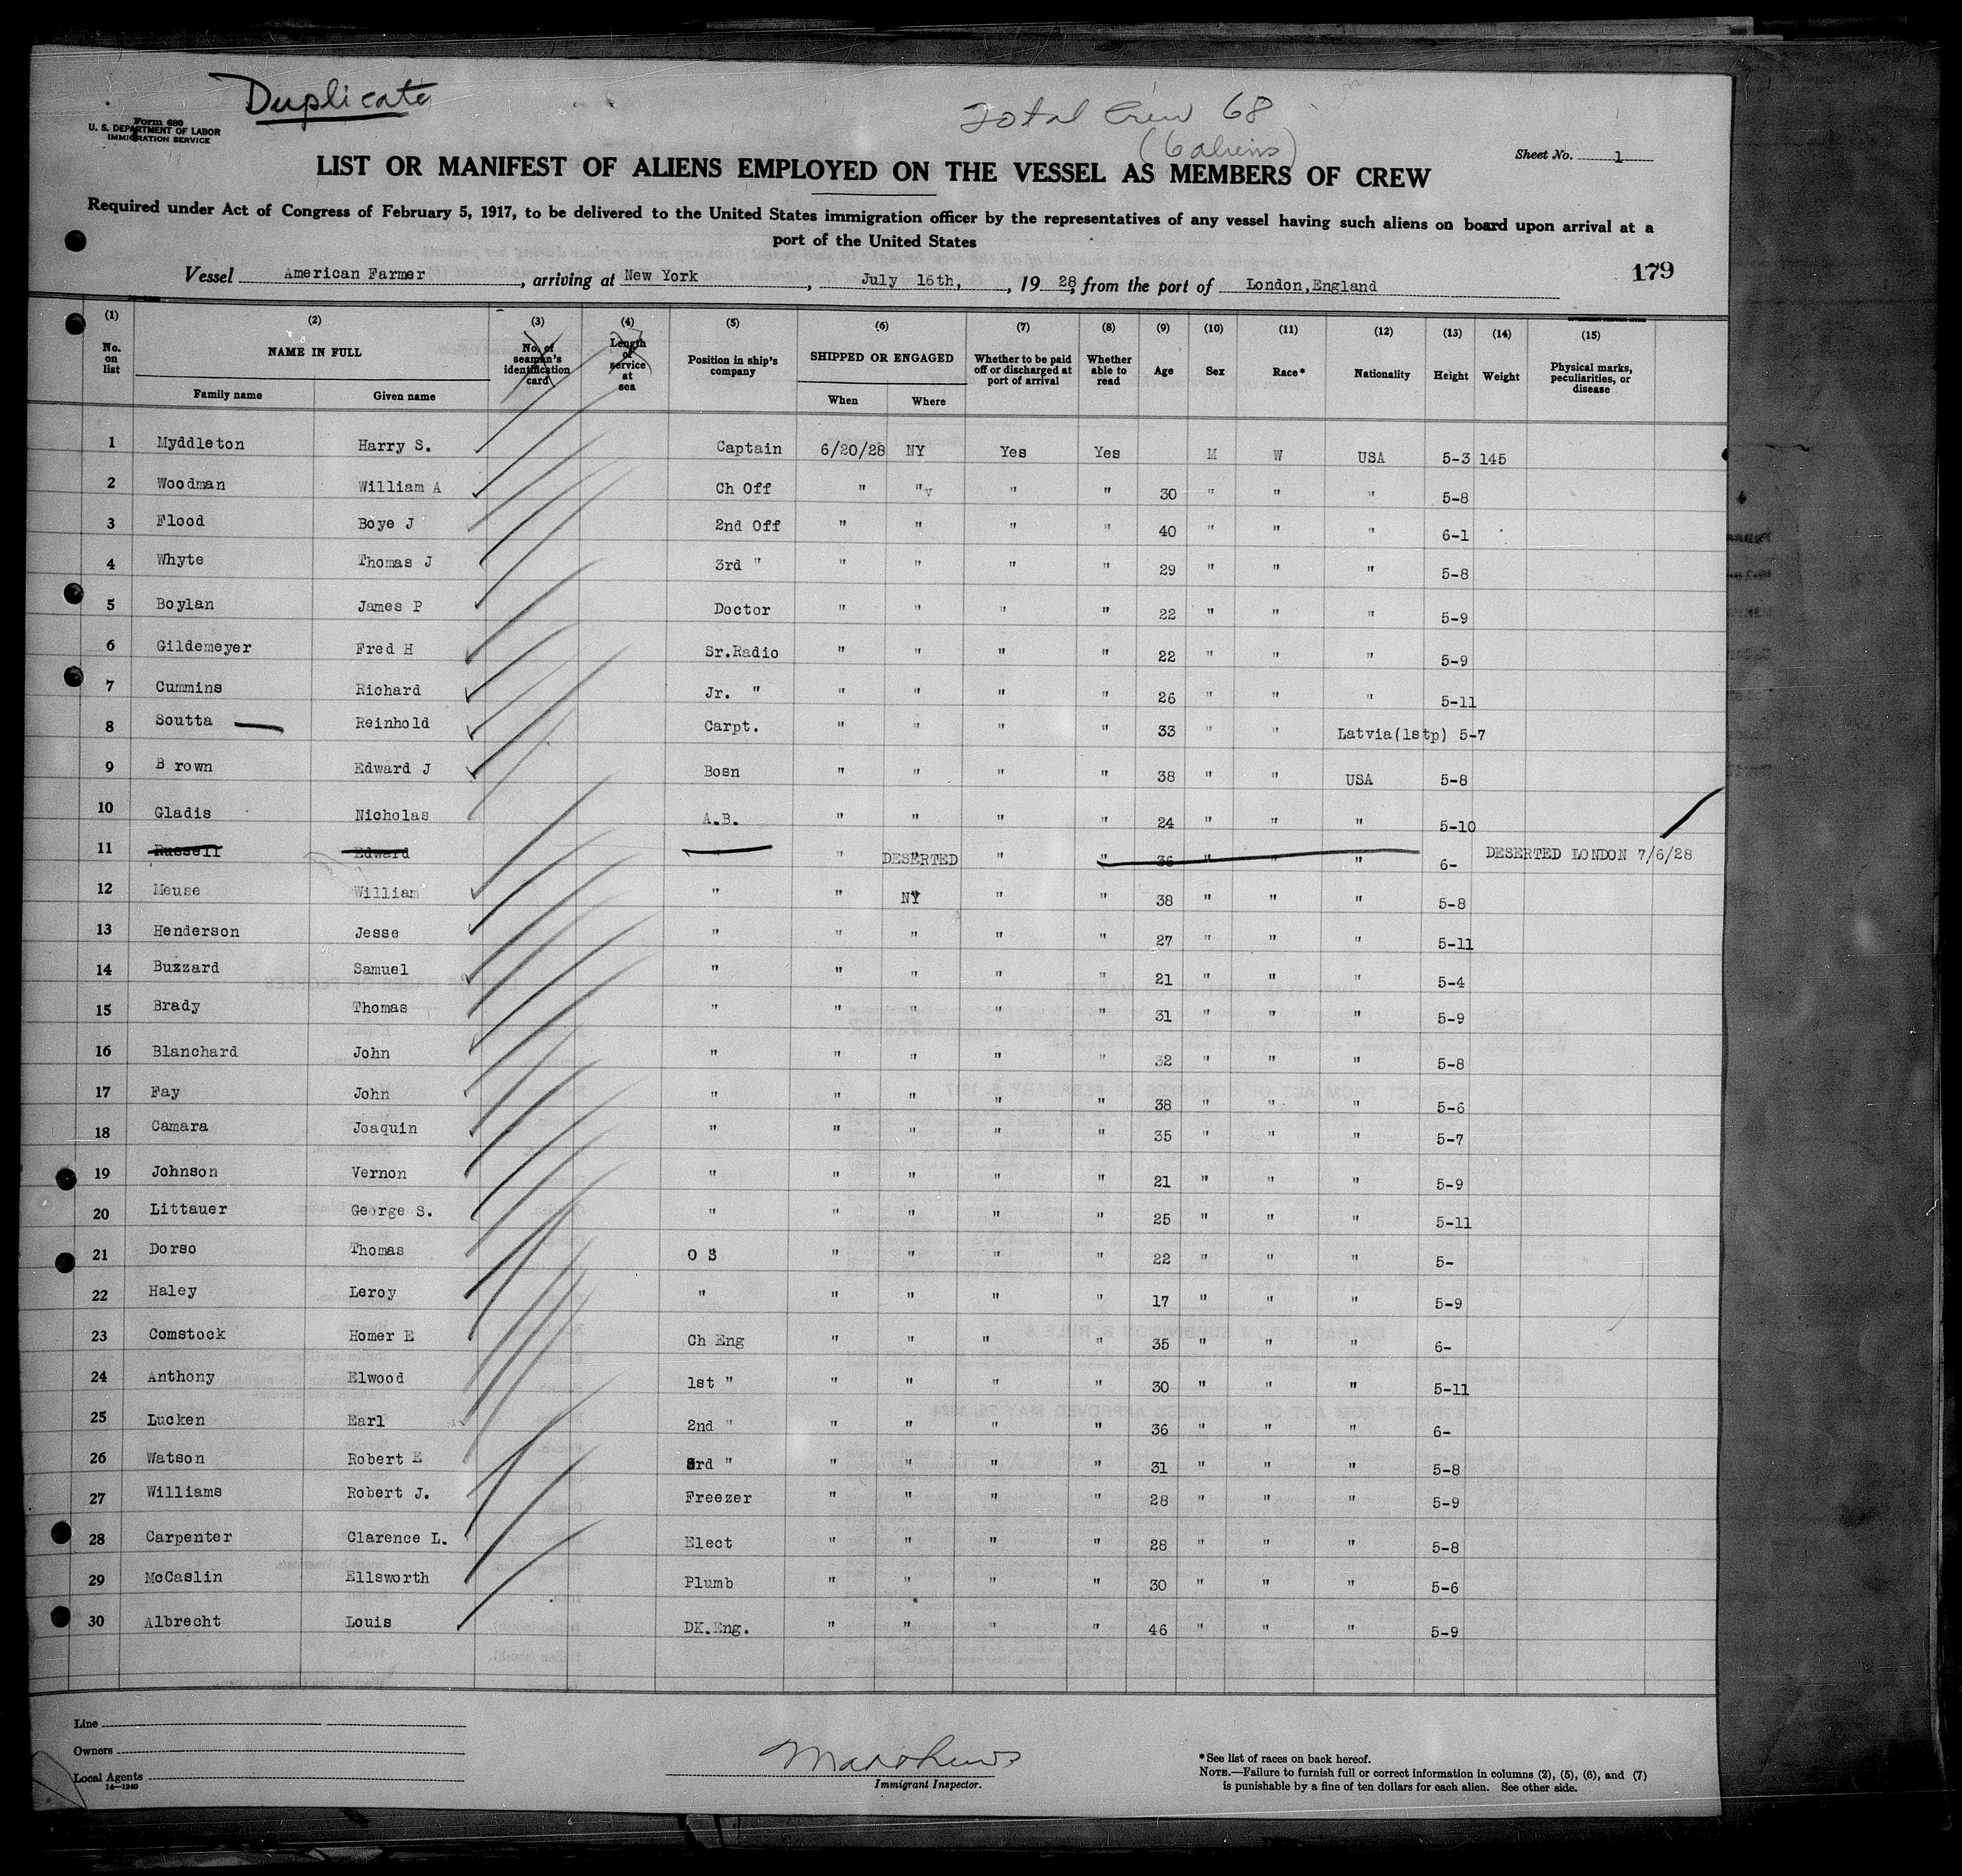 Duplicate
Total Crew 68
(6 aliens)
Form 680
U. S. DEPARTMENT OF LABOR
IMMIGRATION SERVICE
Sheet No. 1
LIST OR MANIFEST OF ALIENS EMPLOYED ON THE VESSEL AS MEMBERS OF CREW
Required under Act of Congress of February 5, 1917, to be delivered to the United States immigration officer by the representatives of any vessel having such aliens on board upon arrival at a
port of the United States
179
Vessel American Farmer, arriving at New York, July 16th, , 19 28, from the port of London, England
(1) (2) (3) (4) (5) (6) (7) (8) (9) (10) (11) (12) (13) (14) (15)
No. on list NAME IN FULL No. of seaman's identification card Length of service at sea Position in ship's company SHIPPED OR ENGAGED Whether to be paid off or discharged at port of arrival Whether able to read Age Sex Race* Nationality Height Weight Physical marks, peculiarities, or disease
Family name Given name When Where
1 Myddleton Harry S. Captain 6/20/28 NY Yes Yes M W USA 5-3 145
2 Woodman William A Ch Off " " " " 30 " " " 5-8
3 Flood Boye J 2nd Off " " " " 40 " " " 6-1
4 Whyte Thomas J 3rd " " " " " 29 " " " 5-8
5 Boylan James P Doctor " " " " 22 " " " 5-9
6 Gildemeyer Fred H Sr.Radio " " " " 22 " " " 5-9
7 Cummins Richard Jr. " " " " " 26 " " " 5-11
8 Soutta Reinhold Carpt. " " " " 33 " " Latvia(1stp) 5-7
9 B rown Edward J Bosn " " " " 38 " " USA 5-8
10 Gladis Nicholas A.B. " " " " 24 " " " 5-10
11 Russell Edward " " DESERTED " " 36 " " " 6- DESERTED LONDON 7/6/28
12 Meuse William " " NY " " 38 " " " 5-8
13 Henderson Jesse " " " " " 27 " " " 5-11
14 Buzzard Samuel " " " " " 21 " " " 5-4
15 Brady Thomas " " " " " 31 " " " 5-9
16 Blanchard John " " " " " 32 " " " 5-8
17 Fay John " " " " " 38 " " " 5-6
18 Camara Joaquin " " " " " 35 " " " 5-7
19 Johnson Vernon " " " " " 21 " " " 5-9
20 Littauer George S. " " " " " 25 " " " 5-11
21 Dorso Thomas O S " " " " 22 " " " 5-
22 Haley Leroy " " " " " 17 " " " 5-9
23 Comstock Homer E Ch Eng " " " " 35 " " " 6-
24 Anthony Elwood 1st " " " " " 30 " " " 5-11
25 Lucken Earl 2nd " " " " " 36 " " " 6-
26 Watson Robert E 3rd " " " " " 31 " " " 5-8
27 Williams Robert J. Freezer " " " " 28 " " " 5-9
28 Carpenter Clarence L. Elect " " " " 28 " " " 5-8
29 McCaslin Ellsworth Plumb " " " " 30 " " " 5-6
30 Albrecht Louis DK.Eng. " " " " 46 " " " 5-9
Line
Owners
Local Agents
14—1240
Matthews
Immigrant Inspector.
*See list of races on back hereof.
NOTE.—Failure to furnish full or correct information in columns (2), (5), (6), and (7)
is punishable by a fine of ten dollars for each alien. See other side.